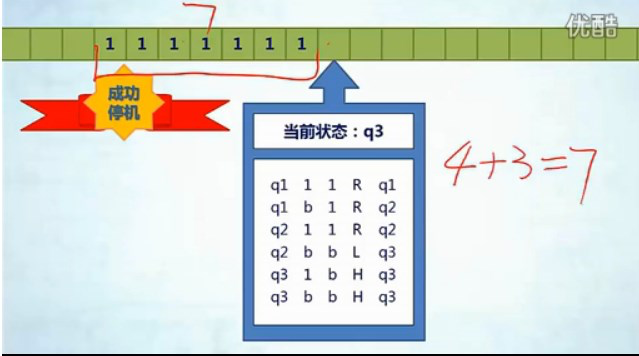 7
优酷
1 1 1 1 1 1 1
成功
停机
当前状态：q3
4+3=7
q1 1 1 R q1
q1 b 1 R q2
q2 1 1 R q2
q2 b b L q3
q3 1 b H q3
q3 b b H q3